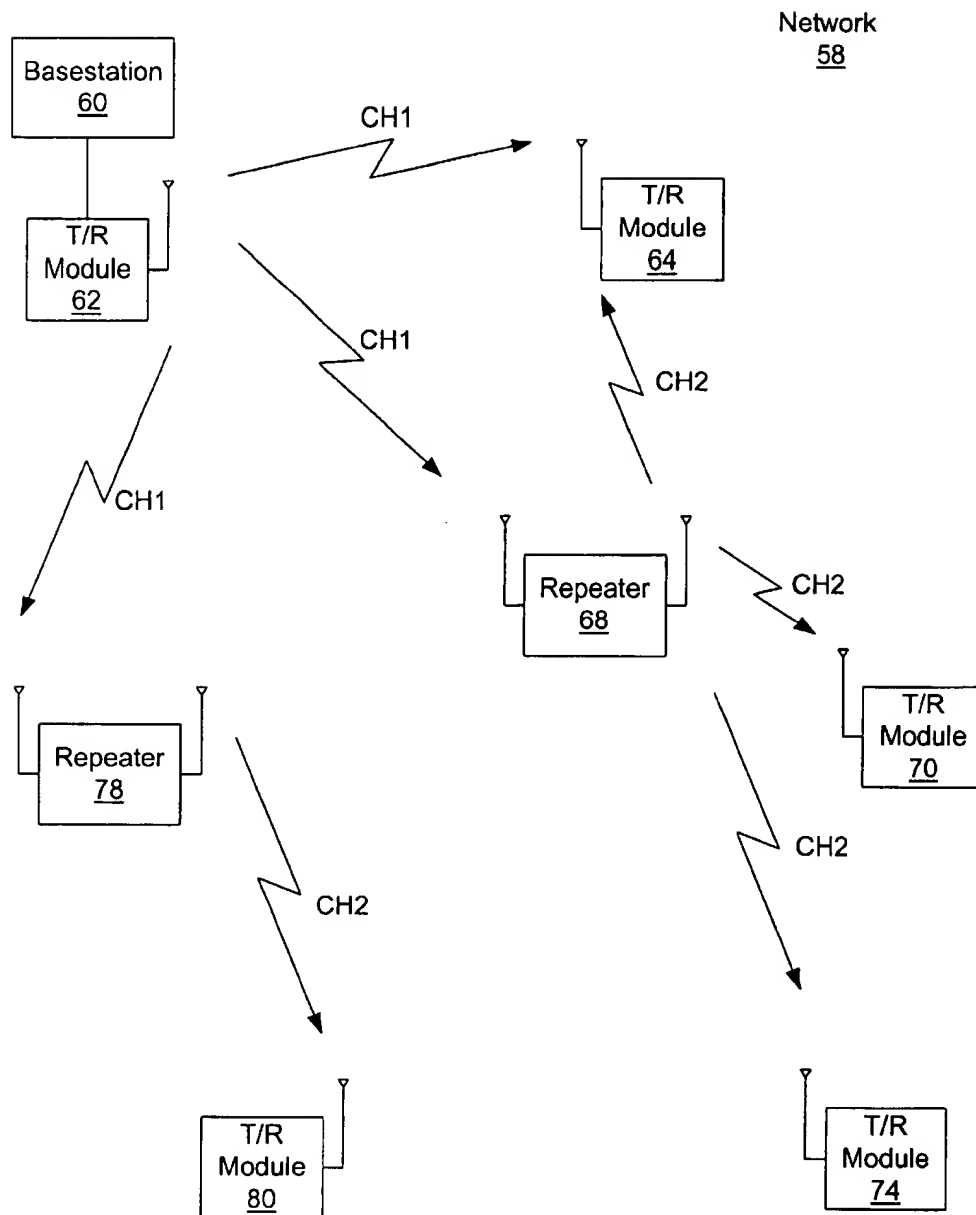 Network
58
Basestation
60
CH1
T/R
Module
62
T/R
Module
64
CH1
CH2
CH1
Repeater
68
CH2
T/R
Module
70
Repeater
78
CH2
CH2
T/R
Module
80
T/R
Module
74